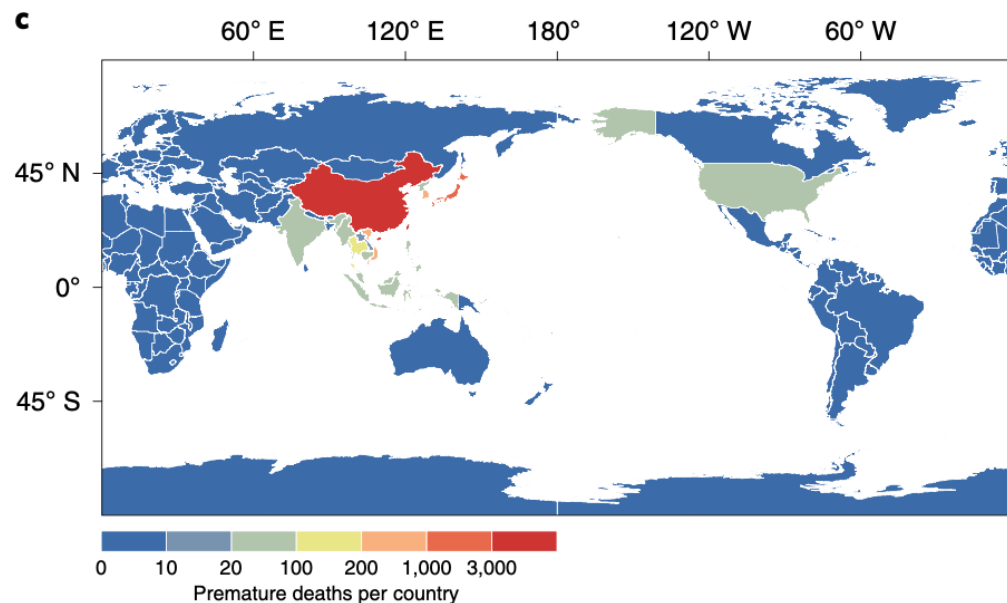 c
60° E 120° E 180° 120° W 60° W
45° N
0°
45° S
0 10 20 100 200 1,000 3,000
Premature deaths per country